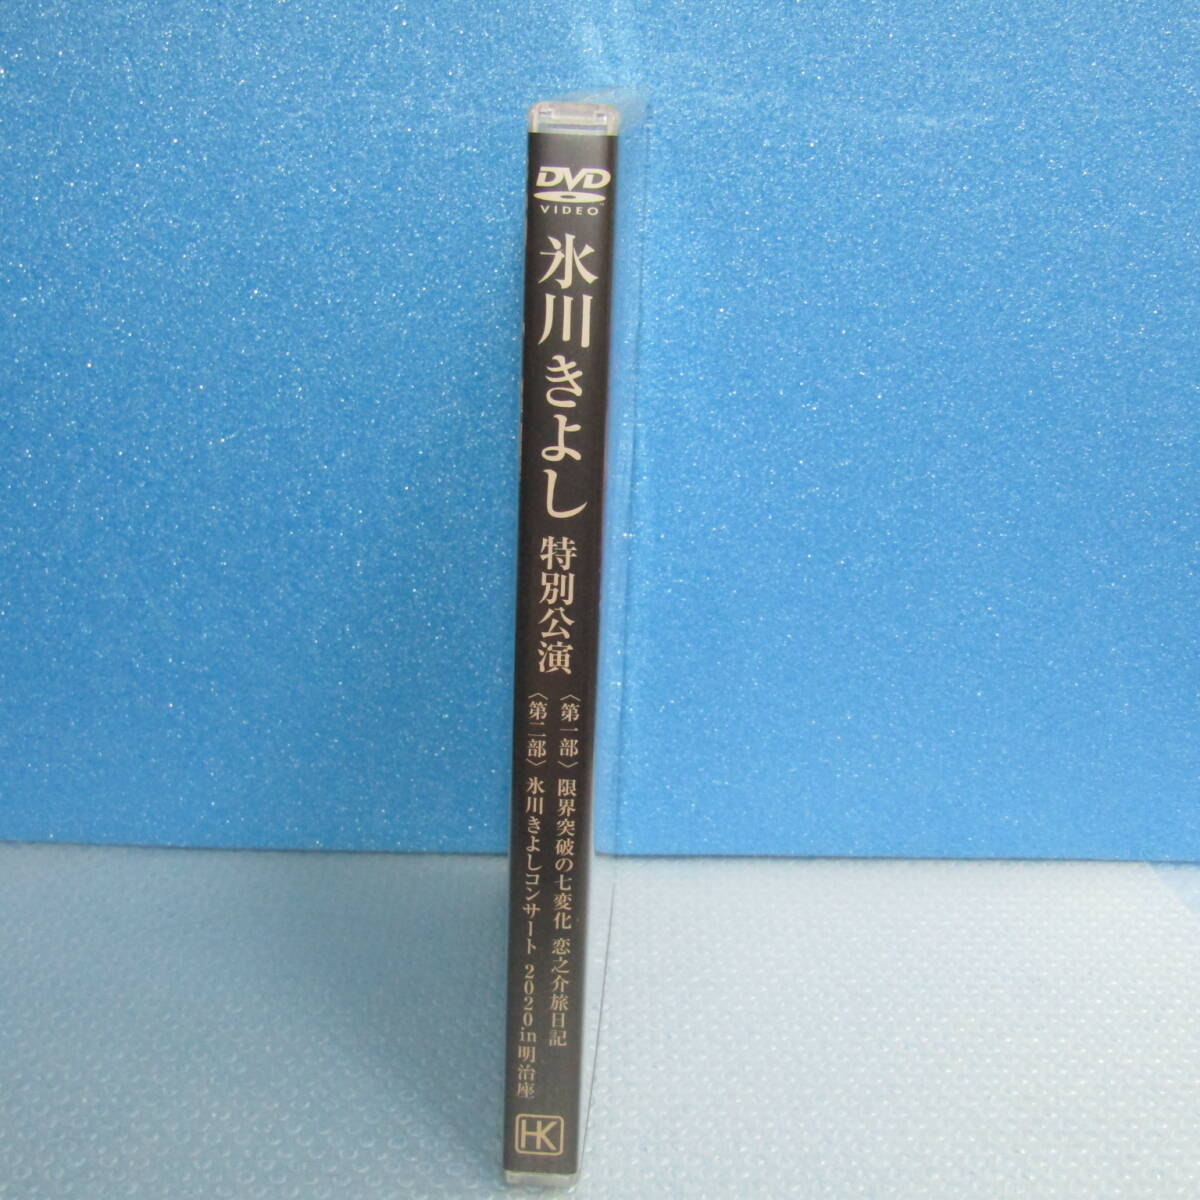 DVD
VIDEO
氷川きよし 特別公演
〈第一部〉限界突破の七変化 恋之介旅日記
〈第二部〉氷川きよしコンサート 2020 in 明治座
HK